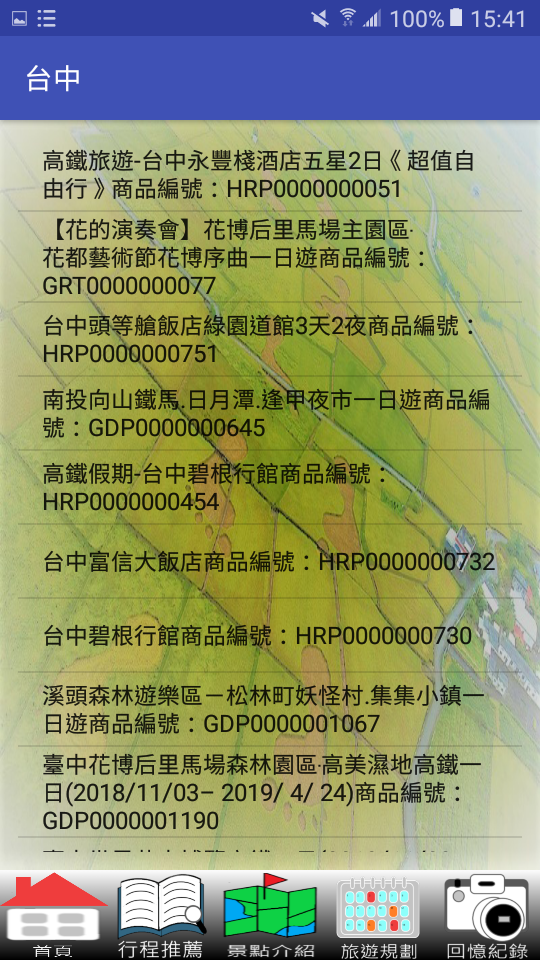 100% 15:41
台中
高鐵旅遊-台中永豐棧酒店五星2日《 超值自
由行 》商品編號：HRP0000000051
【花的演奏會】花博后里馬場主園區‧
花都藝術節花博序曲一日遊商品編號：
GRT0000000077
台中頭等艙飯店綠園道館3天2夜商品編號：
HRP0000000751
南投向山鐵馬.日月潭.逢甲夜市一日遊商品編
號：GDP0000000645
高鐵假期-台中碧根行館商品編號：
HRP0000000454
台中富信大飯店商品編號：HRP0000000732
台中碧根行館商品編號：HRP0000000730
溪頭森林遊樂區－松林町妖怪村.集集小鎮一
日遊商品編號：GDP0000001067
臺中花博后里馬場森林園區‧高美濕地高鐵一
日(2018/11/03– 2019/ 4/ 24)商品編號：
GDP0000001190
首頁 行程推薦 景點介紹 旅遊規劃 回憶紀錄